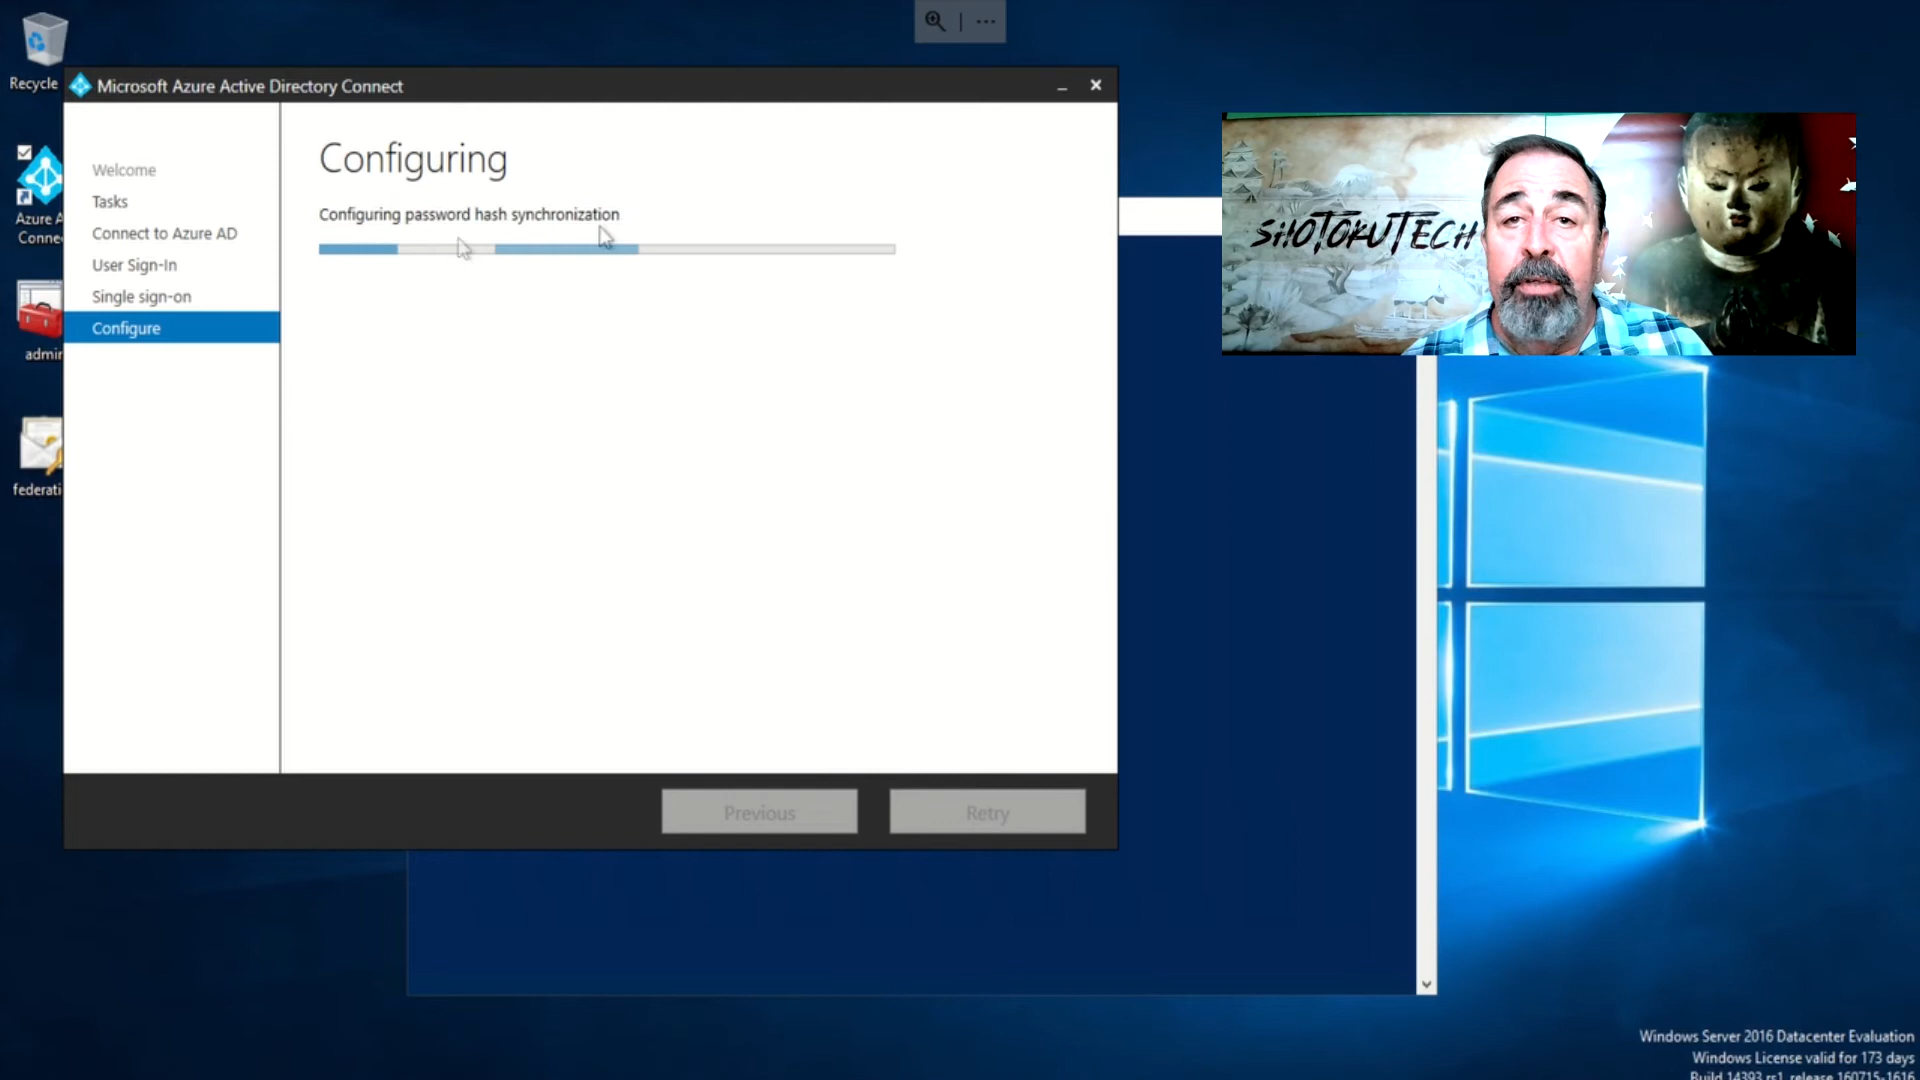 Recycle
Microsoft Azure Active Directory Connect
Azure A
Conne
admin
federati
Welcome
Tasks
Connect to Azure AD
User Sign-In
Single sign-on
Configure
Configuring
Configuring password hash synchronization
Previous
Retry
SHOTOKUTECH
Windows Server 2016 Datacenter Evaluation
Windows License valid for 173 days
Build 14393.rs1_release.160715-1616